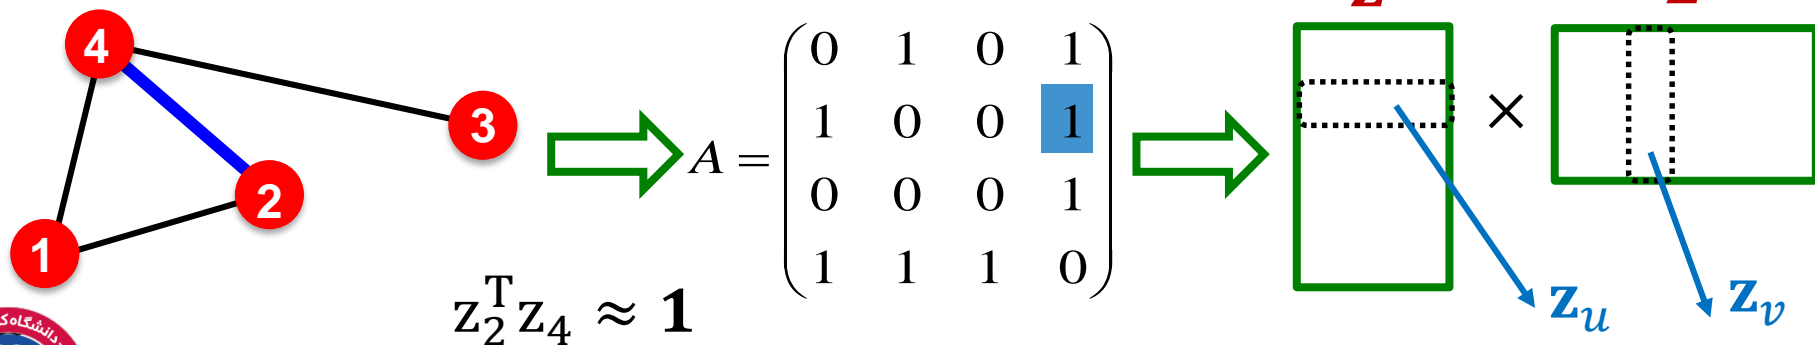 4
3
2
1
A = ( 0 1 0 1
1 0 0 1
0 0 0 1
1 1 1 0 )
×
z_2^T z_4 ≈ 1
z_u
z_v